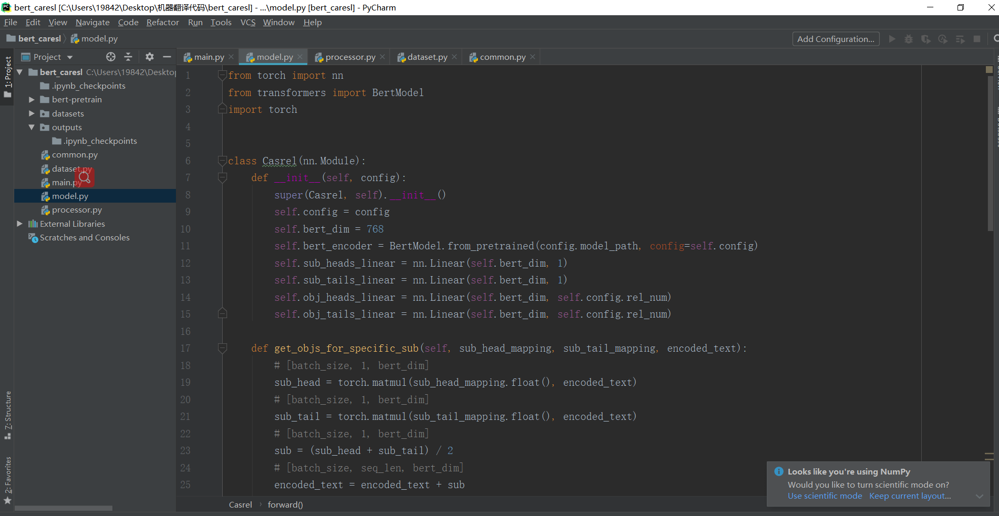 bert_caresl [C:\Users\19842\Desktop\机器翻译代码\bert_caresl] - ...\model.py [bert_caresl] - PyCharm
File Edit View Navigate Code Refactor Run Tools VCS Window Help
bert_caresl model.py Add Configuration...
Project
main.py model.py processor.py dataset.py common.py
1: Project
7: Structure
2: Favorites
bert_caresl C:\Users\19842\Deskto
.ipynb_checkpoints
bert-pretrain
datasets
outputs
.ipynb_checkpoints
common.py
dataset.py
main.py
model.py
processor.py
External Libraries
Scratches and Consoles
1 from torch import nn
2 from transformers import BertModel
3 import torch
4
5
6 class Casrel(nn.Module):
7 def __init__(self, config):
8 super(Casrel, self).__init__()
9 self.config = config
10 self.bert_dim = 768
11 self.bert_encoder = BertModel.from_pretrained(config.model_path, config=self.config)
12 self.sub_heads_linear = nn.Linear(self.bert_dim, 1)
13 self.sub_tails_linear = nn.Linear(self.bert_dim, 1)
14 self.obj_heads_linear = nn.Linear(self.bert_dim, self.config.rel_num)
15 self.obj_tails_linear = nn.Linear(self.bert_dim, self.config.rel_num)
16
17 def get_objs_for_specific_sub(self, sub_head_mapping, sub_tail_mapping, encoded_text):
18 # [batch_size, 1, bert_dim]
19 sub_head = torch.matmul(sub_head_mapping.float(), encoded_text)
20 # [batch_size, 1, bert_dim]
21 sub_tail = torch.matmul(sub_tail_mapping.float(), encoded_text)
22 # [batch_size, 1, bert_dim]
23 sub = (sub_head + sub_tail) / 2
24 # [batch_size, seq_len, bert_dim]
25 encoded_text = encoded_text + sub
Casrel forward()
Looks like you're using NumPy
Would you like to turn scientific mode on?
Use scientific mode Keep current layout...